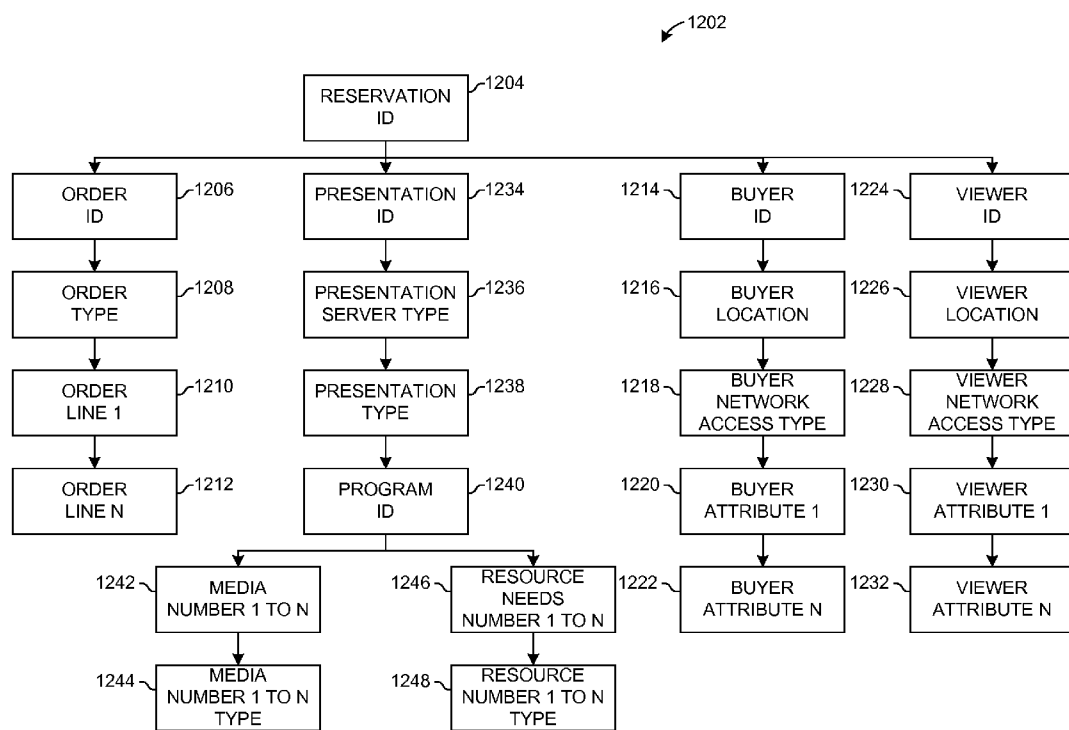 1202
RESERVATION
ID
1204
ORDER
ID
1206
PRESENTATION
ID
1234
1214
BUYER
ID
1224
VIEWER
ID
ORDER
TYPE
1208
PRESENTATION
SERVER TYPE
1236
1216
BUYER
LOCATION
1226
VIEWER
LOCATION
ORDER
LINE 1
1210
PRESENTATION
TYPE
1238
1218
BUYER
NETWORK
ACCESS TYPE
1228
VIEWER
NETWORK
ACCESS TYPE
ORDER
LINE N
1212
PROGRAM
ID
1240
1220
BUYER
ATTRIBUTE 1
1230
VIEWER
ATTRIBUTE 1
1242
MEDIA
NUMBER 1 TO N
1246
RESOURCE
NEEDS
NUMBER 1 TO N
1222
BUYER
ATTRIBUTE N
1232
VIEWER
ATTRIBUTE N
1244
MEDIA
NUMBER 1 TO N
TYPE
1248
RESOURCE
NUMBER 1 TO N
TYPE